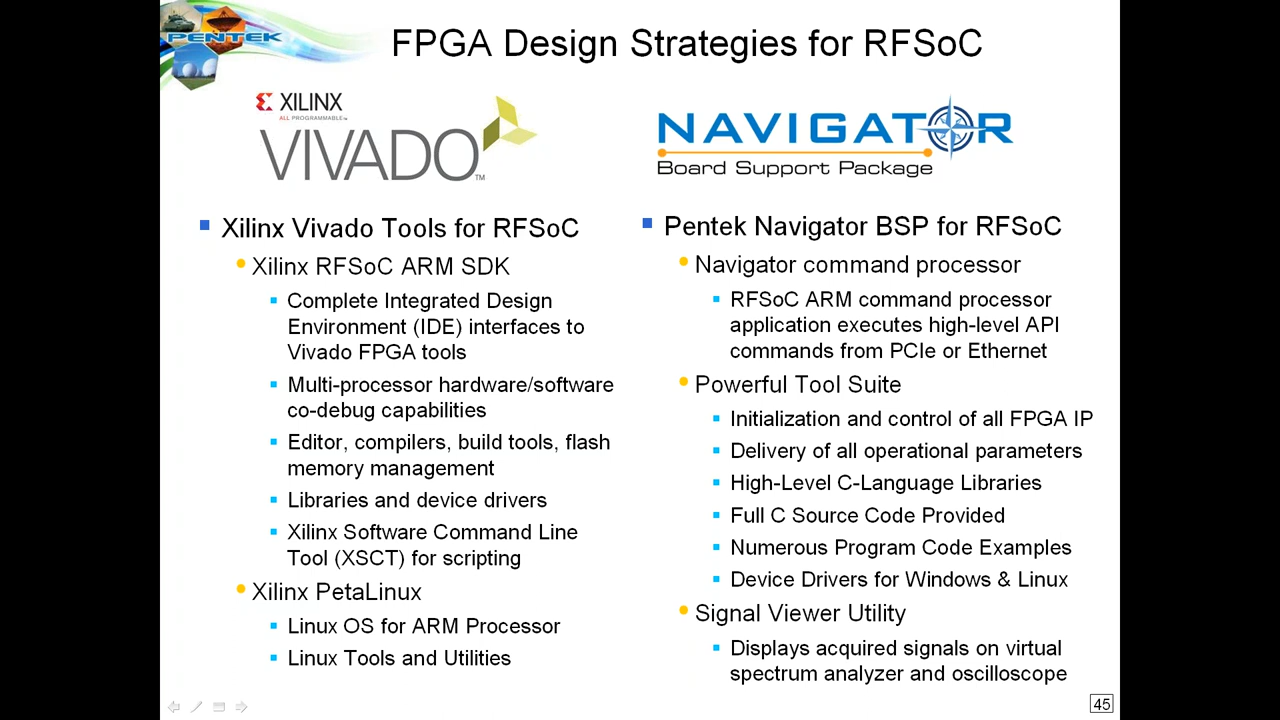 PENTEK
FPGA Design Strategies for RFSoC
XILINX
ALL PROGRAMMABLE™
VIVADO™
NAVIGATOR
Board Support Package
Xilinx Vivado Tools for RFSoC
Xilinx RFSoC ARM SDK
Complete Integrated Design
Environment (IDE) interfaces to
Vivado FPGA tools
Multi-processor hardware/software
co-debug capabilities
Editor, compilers, build tools, flash
memory management
Libraries and device drivers
Xilinx Software Command Line
Tool (XSCT) for scripting
Xilinx PetaLinux
Linux OS for ARM Processor
Linux Tools and Utilities
Pentek Navigator BSP for RFSoC
Navigator command processor
RFSoC ARM command processor
application executes high-level API
commands from PCIe or Ethernet
Powerful Tool Suite
Initialization and control of all FPGA IP
Delivery of all operational parameters
High-Level C-Language Libraries
Full C Source Code Provided
Numerous Program Code Examples
Device Drivers for Windows & Linux
Signal Viewer Utility
Displays acquired signals on virtual
spectrum analyzer and oscilloscope
45